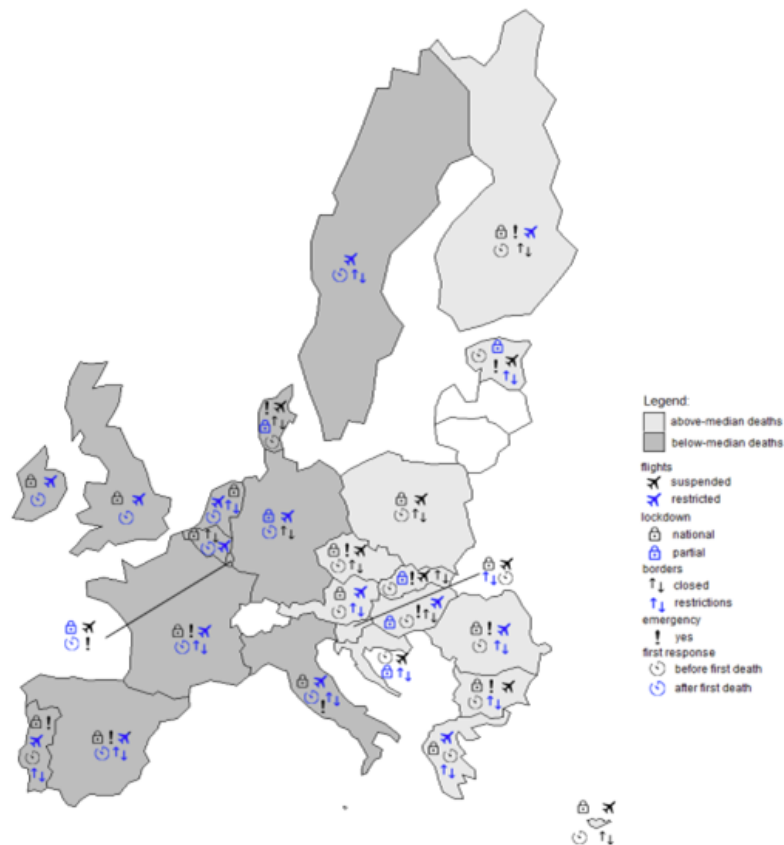 Legend:
above-median deaths
below-median deaths
flights
suspended
restricted
lockdown
national
partial
borders
closed
restrictions
emergency
yes
first response
before first death
after first death